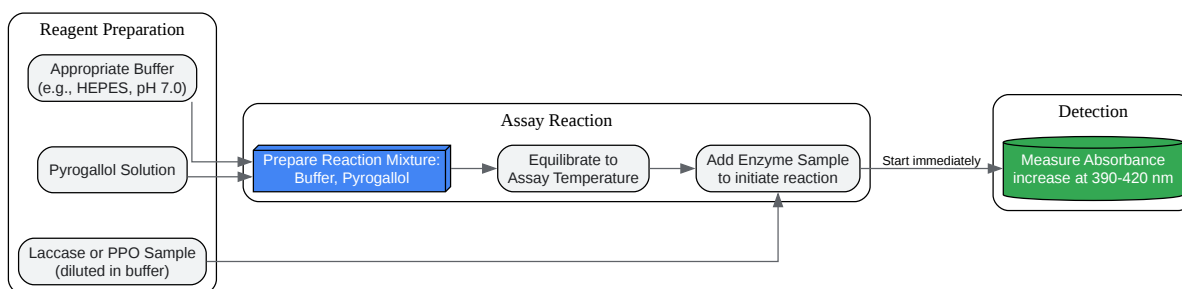 Reagent Preparation
Appropriate Buffer
(e.g., HEPES, pH 7.0)
Pyrogallol Solution
Laccase or PPO Sample
(diluted in buffer)
Assay Reaction
Prepare Reaction Mixture:
Buffer, Pyrogallol
Equilibrate to
Assay Temperature
Add Enzyme Sample
to initiate reaction
Start immediately
Detection
Measure Absorbance
increase at 390-420 nm